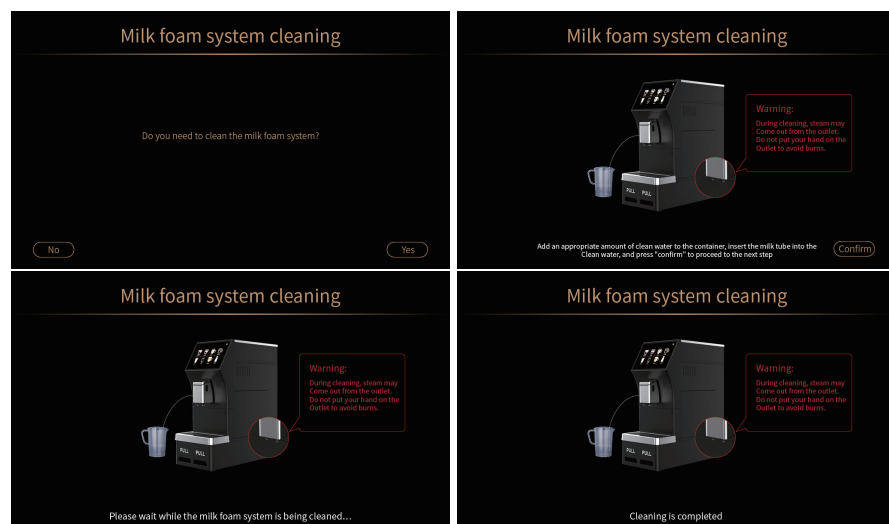 Milk foam system cleaning
Do you need to clean the milk foam system?
No
Yes
Milk foam system cleaning
Warning:
During cleaning, steam may
Come out from the outlet.
Do not put your hand on the
Outlet to avoid burns.
PULL PULL
Add an appropriate amount of clean water to the container, insert the milk tube into the
Clean water, and press "confirm" to proceed to the next step
Confirm
Milk foam system cleaning
Warning:
During cleaning, steam may
Come out from the outlet.
Do not put your hand on the
Outlet to avoid burns.
PULL PULL
Please wait while the milk foam system is being cleaned...
Milk foam system cleaning
Warning:
During cleaning, steam may
Come out from the outlet.
Do not put your hand on the
Outlet to avoid burns.
PULL PULL
Cleaning is completed